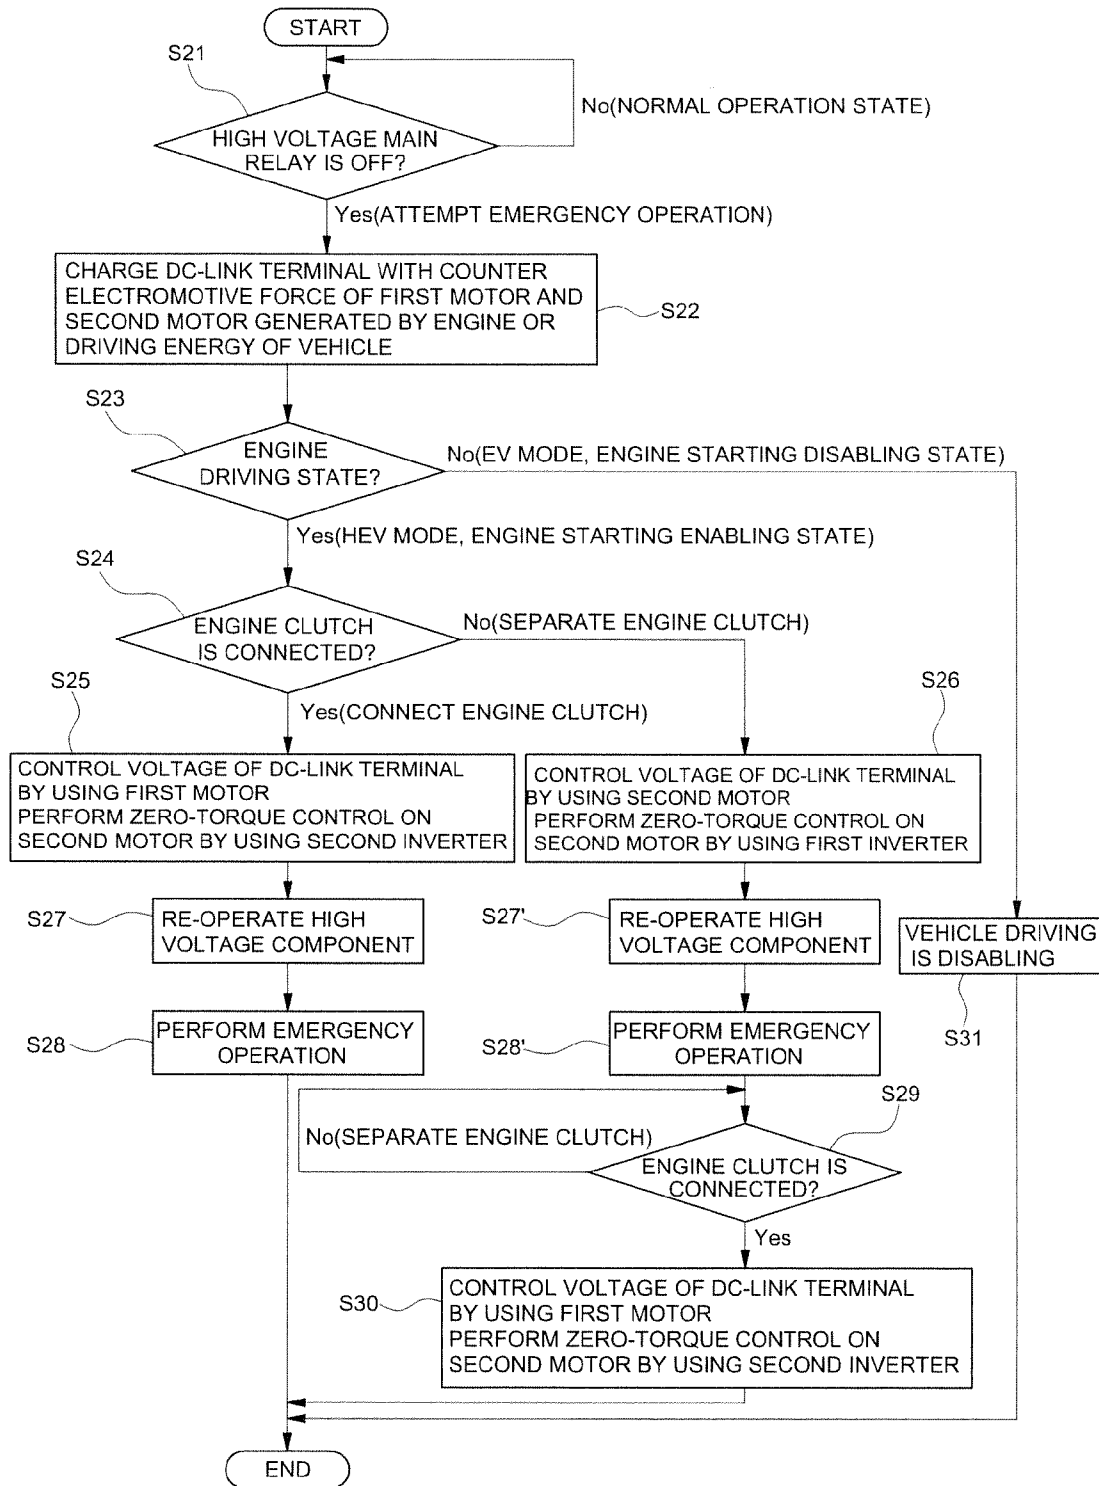 START
S21
No(NORMAL OPERATION STATE)
HIGH VOLTAGE MAIN
RELAY IS OFF?
Yes(ATTEMPT EMERGENCY OPERATION)
CHARGE DC-LINK TERMINAL WITH COUNTER
ELECTROMOTIVE FORCE OF FIRST MOTOR AND
SECOND MOTOR GENERATED BY ENGINE OR
DRIVING ENERGY OF VEHICLE
S22
S23
ENGINE
DRIVING STATE?
No(EV MODE, ENGINE STARTING DISABLING STATE)
Yes(HEV MODE, ENGINE STARTING ENABLING STATE)
S24
ENGINE CLUTCH
IS CONNECTED?
No(SEPARATE ENGINE CLUTCH)
S25
Yes(CONNECT ENGINE CLUTCH)
S26
CONTROL VOLTAGE OF DC-LINK TERMINAL
BY USING FIRST MOTOR
PERFORM ZERO-TORQUE CONTROL ON
SECOND MOTOR BY USING SECOND INVERTER
CONTROL VOLTAGE OF DC-LINK TERMINAL
BY USING SECOND MOTOR
PERFORM ZERO-TORQUE CONTROL ON
SECOND MOTOR BY USING FIRST INVERTER
S27
RE-OPERATE HIGH
VOLTAGE COMPONENT
S27'
RE-OPERATE HIGH
VOLTAGE COMPONENT
VEHICLE DRIVING
IS DISABLING
S31
S28
PERFORM EMERGENCY
OPERATION
S28'
PERFORM EMERGENCY
OPERATION
S29
No(SEPARATE ENGINE CLUTCH)
ENGINE CLUTCH IS
CONNECTED?
Yes
S30
CONTROL VOLTAGE OF DC-LINK TERMINAL
BY USING FIRST MOTOR
PERFORM ZERO-TORQUE CONTROL ON
SECOND MOTOR BY USING SECOND INVERTER
END